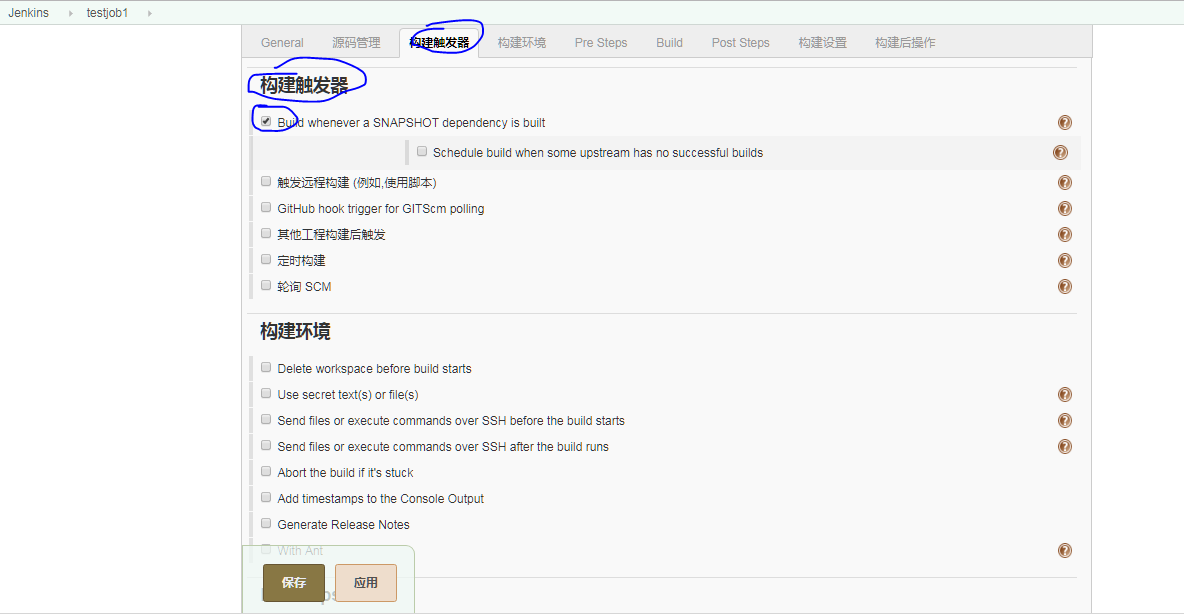 Jenkins testjob1
General 源码管理 构建触发器 构建环境 Pre Steps Build Post Steps 构建设置 构建后操作
构建触发器
Build whenever a SNAPSHOT dependency is built
Schedule build when some upstream has no successful builds
触发远程构建 (例如,使用脚本)
GitHub hook trigger for GITScm polling
其他工程构建后触发
定时构建
轮询 SCM
构建环境
Delete workspace before build starts
Use secret text(s) or file(s)
Send files or execute commands over SSH before the build starts
Send files or execute commands over SSH after the build runs
Abort the build if it's stuck
Add timestamps to the Console Output
Generate Release Notes
With Ant
保存 应用